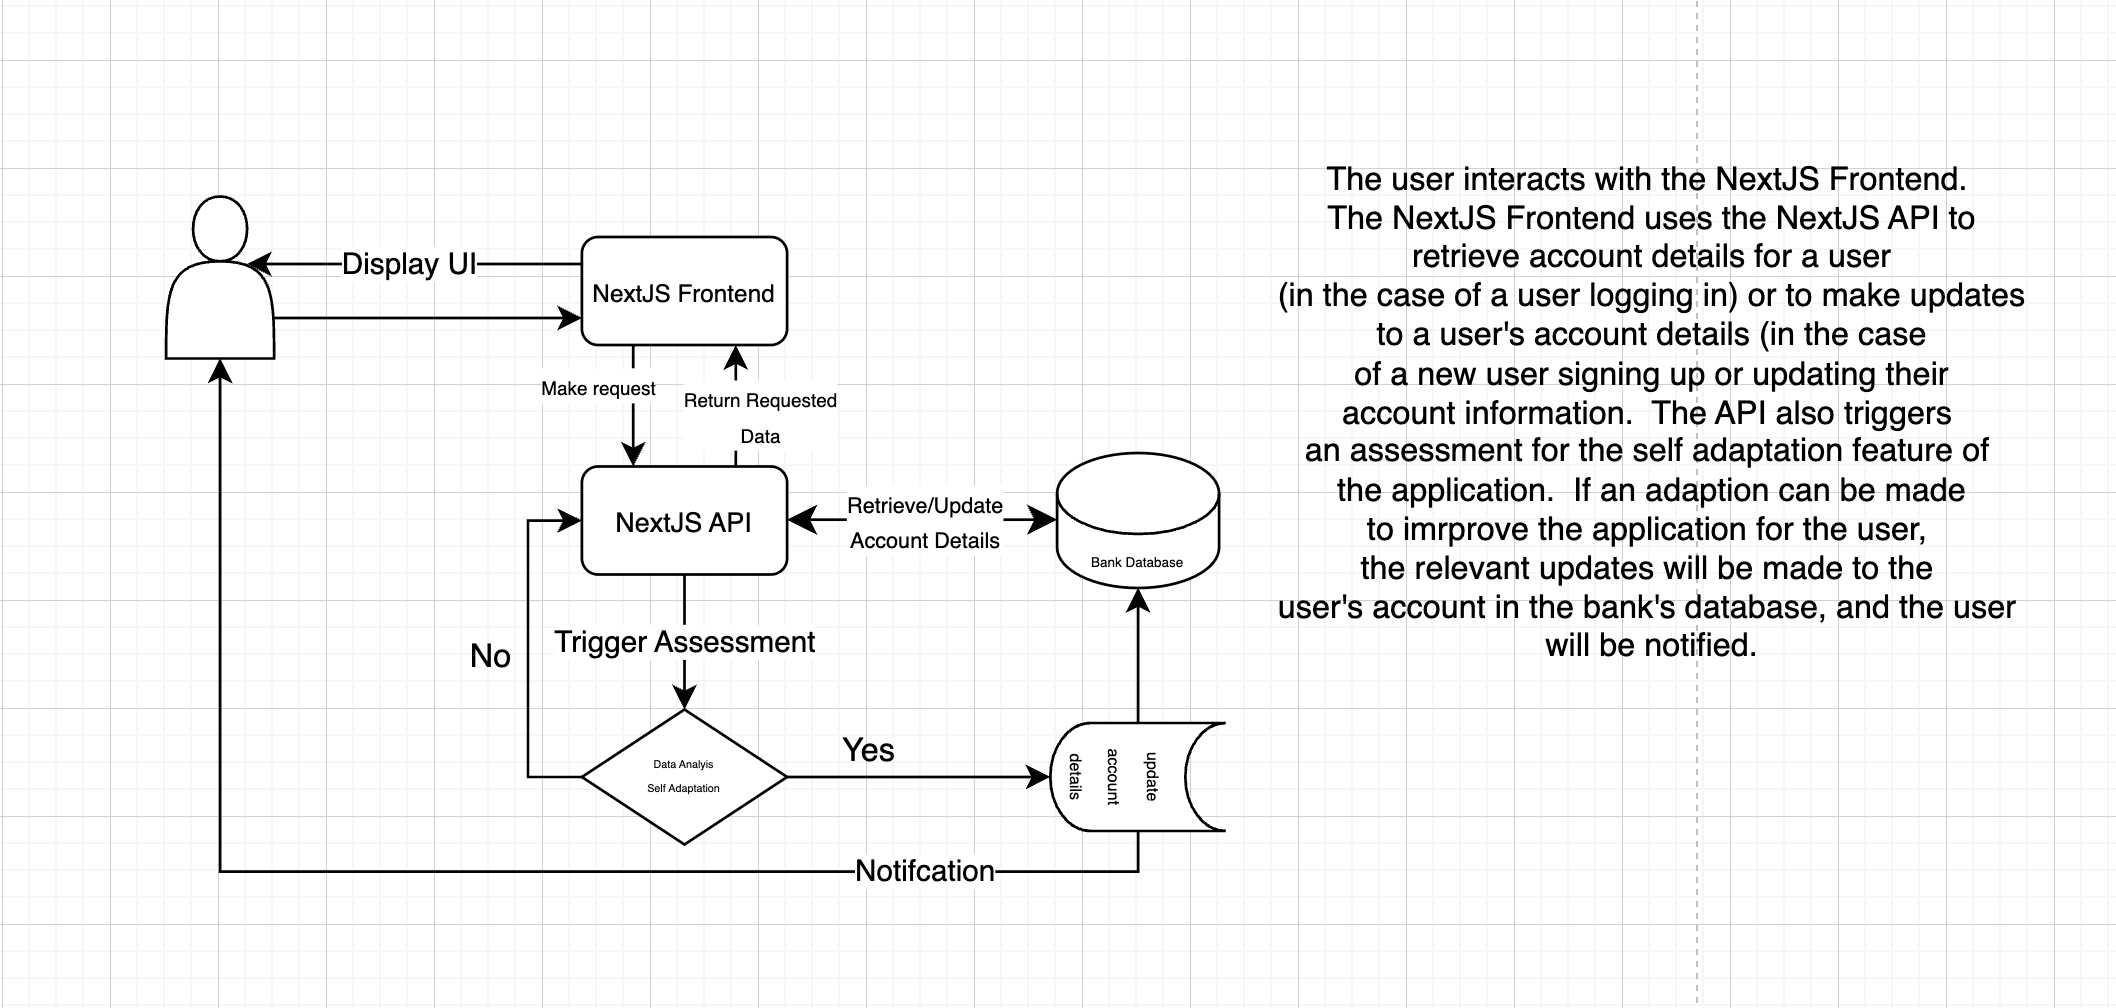 Display UI
NextJS Frontend
Make request
Return Requested
Data
NextJS API
Retrieve/Update
Account Details
Bank Database
No
Trigger Assessment
Data Analyis
Self Adaptation
Yes
update
account
details
Notifcation
The user interacts with the NextJS Frontend.
The NextJS Frontend uses the NextJS API to
retrieve account details for a user
(in the case of a user logging in) or to make updates
to a user's account details (in the case
of a new user signing up or updating their
account information.  The API also triggers
an assessment for the self adaptation feature of
the application.  If an adaption can be made
to imrprove the application for the user,
the relevant updates will be made to the
user's account in the bank's database, and the user
will be notified.